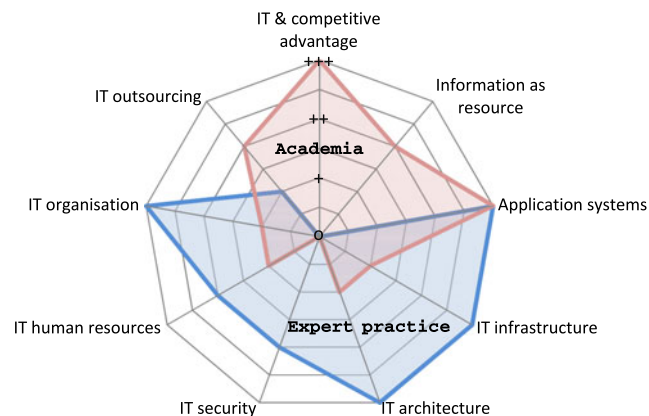 IT & competitive
advantage
+++
IT outsourcing
Information as
resource
++
Academia
+
IT organisation
Application systems
o
IT human resources
Expert practice
IT infrastructure
IT security
IT architecture